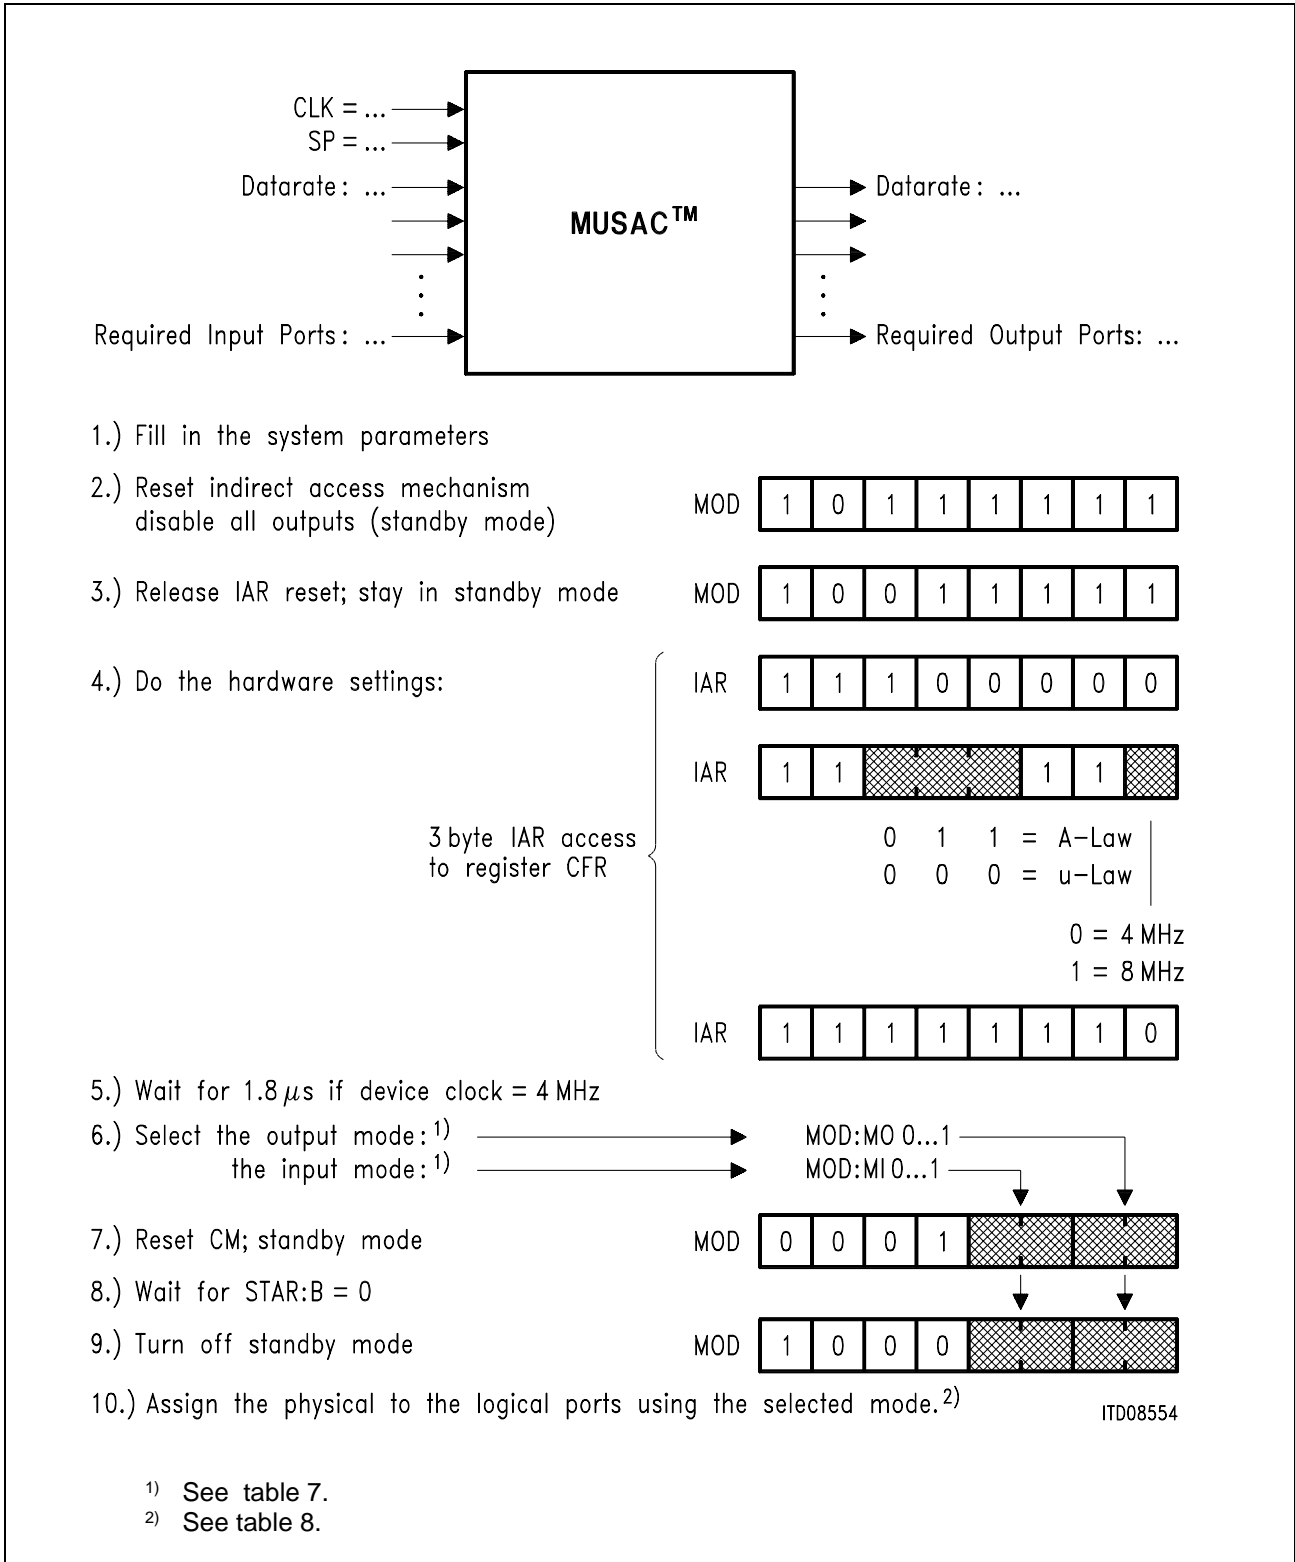 CLK = ...
SP = ...
Datarate: ...
MUSAC™
Datarate: ...
Required Input Ports: ...
Required Output Ports: ...
1.) Fill in the system parameters
2.) Reset indirect access mechanism
disable all outputs (standby mode)
MOD 1 0 1 1 1 1 1 1
3.) Release IAR reset; stay in standby mode
MOD 1 0 0 1 1 1 1 1
4.) Do the hardware settings:
IAR 1 1 1 0 0 0 0 0
IAR 1 1 1 1
3 byte IAR access
to register CFR
0 1 1 = A-Law
0 0 0 = u-Law
0 = 4 MHz
1 = 8 MHz
IAR 1 1 1 1 1 1 1 0
5.) Wait for 1.8 μs if device clock = 4 MHz
6.) Select the output mode: 1) MOD:MO 0...1
the input mode: 1) MOD:MI 0...1
7.) Reset CM; standby mode MOD 0 0 0 1
8.) Wait for STAR:B = 0
9.) Turn off standby mode MOD 1 0 0 0
10.) Assign the physical to the logical ports using the selected mode. 2)
ITD08554
1) See table 7.
2) See table 8.